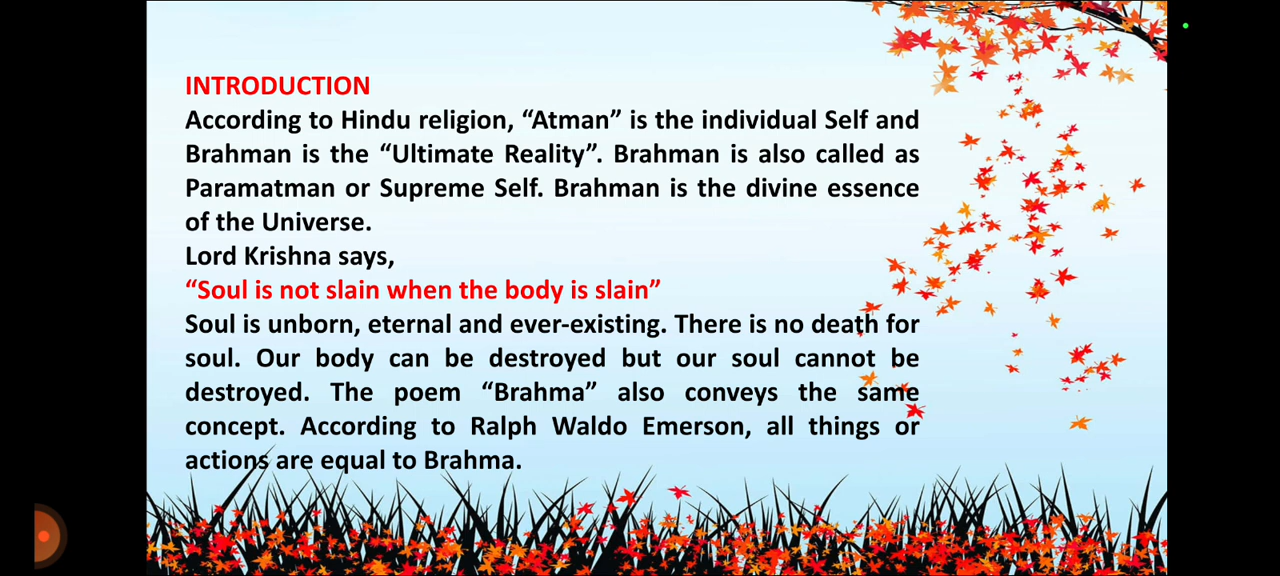 INTRODUCTION
According to Hindu religion, “Atman” is the individual Self and
Brahman is the “Ultimate Reality”. Brahman is also called as
Paramatman or Supreme Self. Brahman is the divine essence
of the Universe.
Lord Krishna says,
“Soul is not slain when the body is slain”
Soul is unborn, eternal and ever-existing. There is no death for
soul. Our body can be destroyed but our soul cannot be
destroyed. The poem “Brahma” also conveys the same
concept. According to Ralph Waldo Emerson, all things or
actions are equal to Brahma.